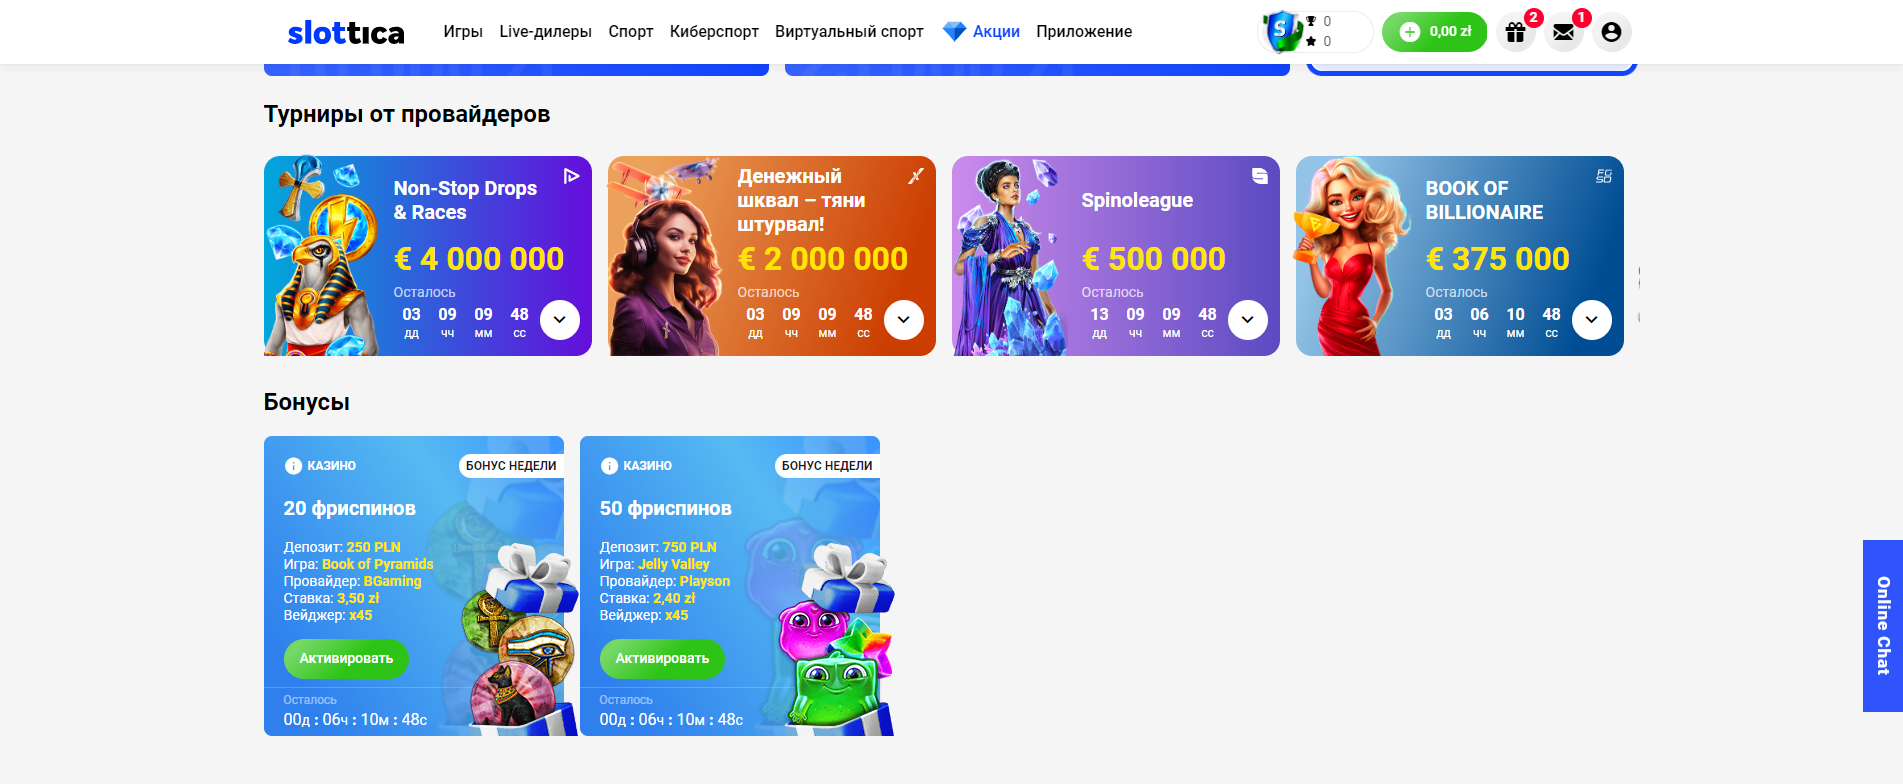 slottica Игры Live-дилеры Спорт Киберспорт Виртуальный спорт Акции Приложение S 0 0 0,00 zł 2 1
Турниры от провайдеров
Non-Stop Drops
& Races
€ 4 000 000
Осталось
03 09 09 48
дд чч мм сс
Денежный
шквал – тяни
штурвал!
€ 2 000 000
Осталось
03 09 09 48
дд чч мм сс
Spinoleague
€ 500 000
Осталось
13 09 09 48
дд чч мм сс
BOOK OF
BILLIONAIRE
€ 375 000
Осталось
03 06 10 48
дд чч мм сс
Бонусы
КАЗИНО БОНУС НЕДЕЛИ
20 фриспинов
Депозит: 250 PLN
Игра: Book of Pyramids
Провайдер: BGaming
Ставка: 3,50 zł
Вейджер: x45
Активировать
Осталось
00д : 06ч : 10м : 48с
КАЗИНО БОНУС НЕДЕЛИ
50 фриспинов
Депозит: 750 PLN
Игра: Jelly Valley
Провайдер: Playson
Ставка: 2,40 zł
Вейджер: x45
Активировать
Осталось
00д : 06ч : 10м : 48с
Online Chat